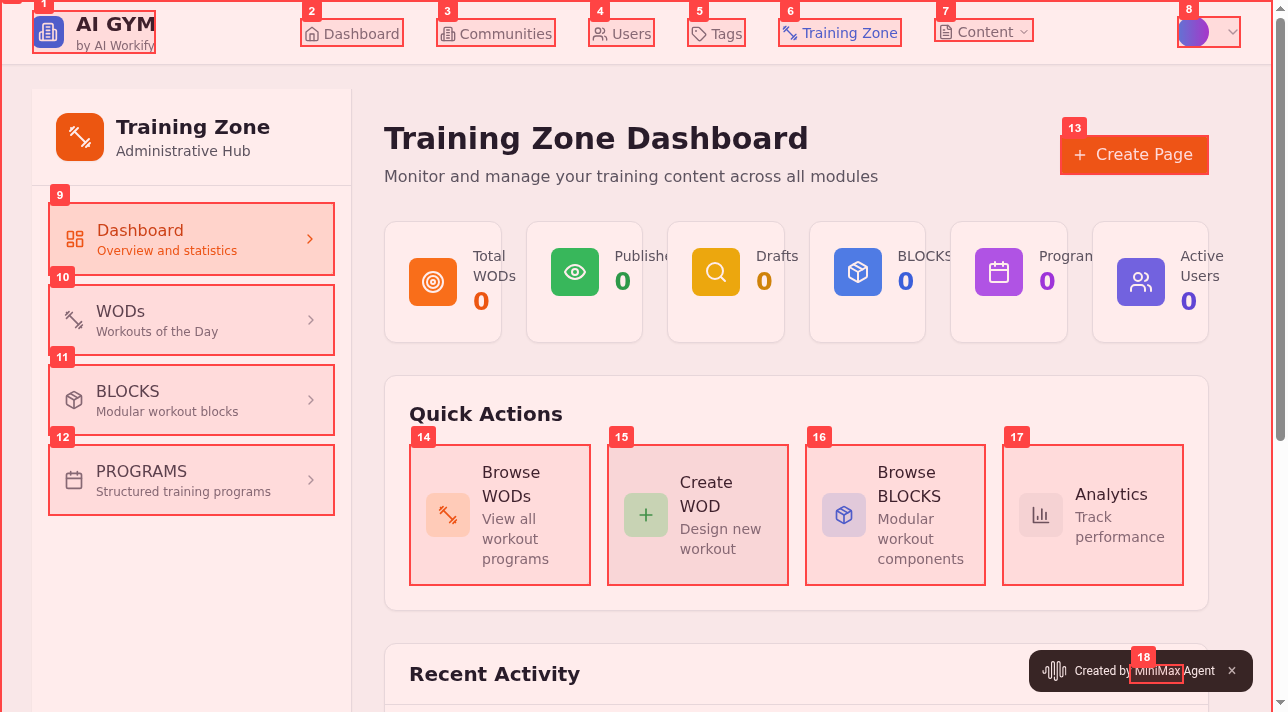 1
AI GYM
by AI Workify
2
Dashboard
3
Communities
4
Users
5
Tags
6
Training Zone
7
Content
8
Training Zone
Administrative Hub
9
Dashboard
Overview and statistics
10
WODs
Workouts of the Day
11
BLOCKS
Modular workout blocks
12
PROGRAMS
Structured training programs
Training Zone Dashboard
Monitor and manage your training content across all modules
13
Create Page
Total
WODs
0
Publishe
0
Drafts
0
BLOCKS
0
Program
0
Active
Users
0
Quick Actions
14
Browse
WODs
View all
workout
programs
15
Create
WOD
Design new
workout
16
Browse
BLOCKS
Modular
workout
components
17
Analytics
Track
performance
Recent Activity
18
Created by MiniMax Agent